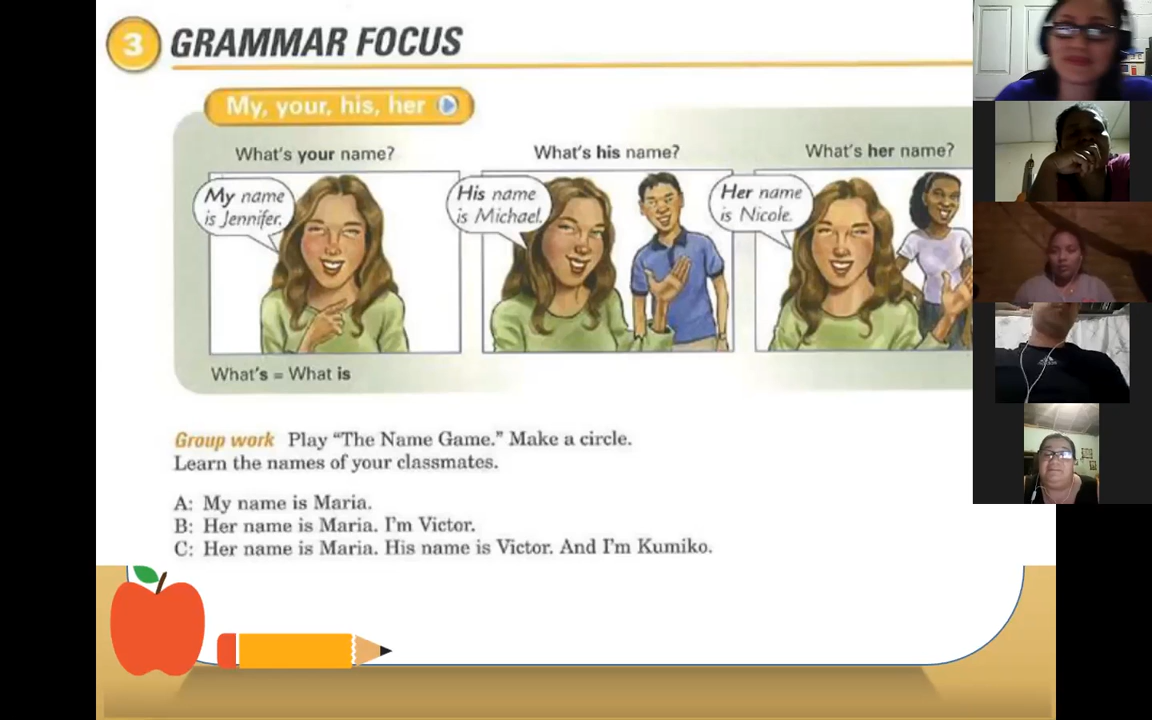 3 GRAMMAR FOCUS
My, your, his, her
What's your name?
My name
is Jennifer.
What's his name?
His name
is Michael.
What's her name?
Her name
is Nicole.
What's = What is
Group work Play “The Name Game.” Make a circle.
Learn the names of your classmates.
A: My name is Maria.
B: Her name is Maria. I'm Victor.
C: Her name is Maria. His name is Victor. And I'm Kumiko.